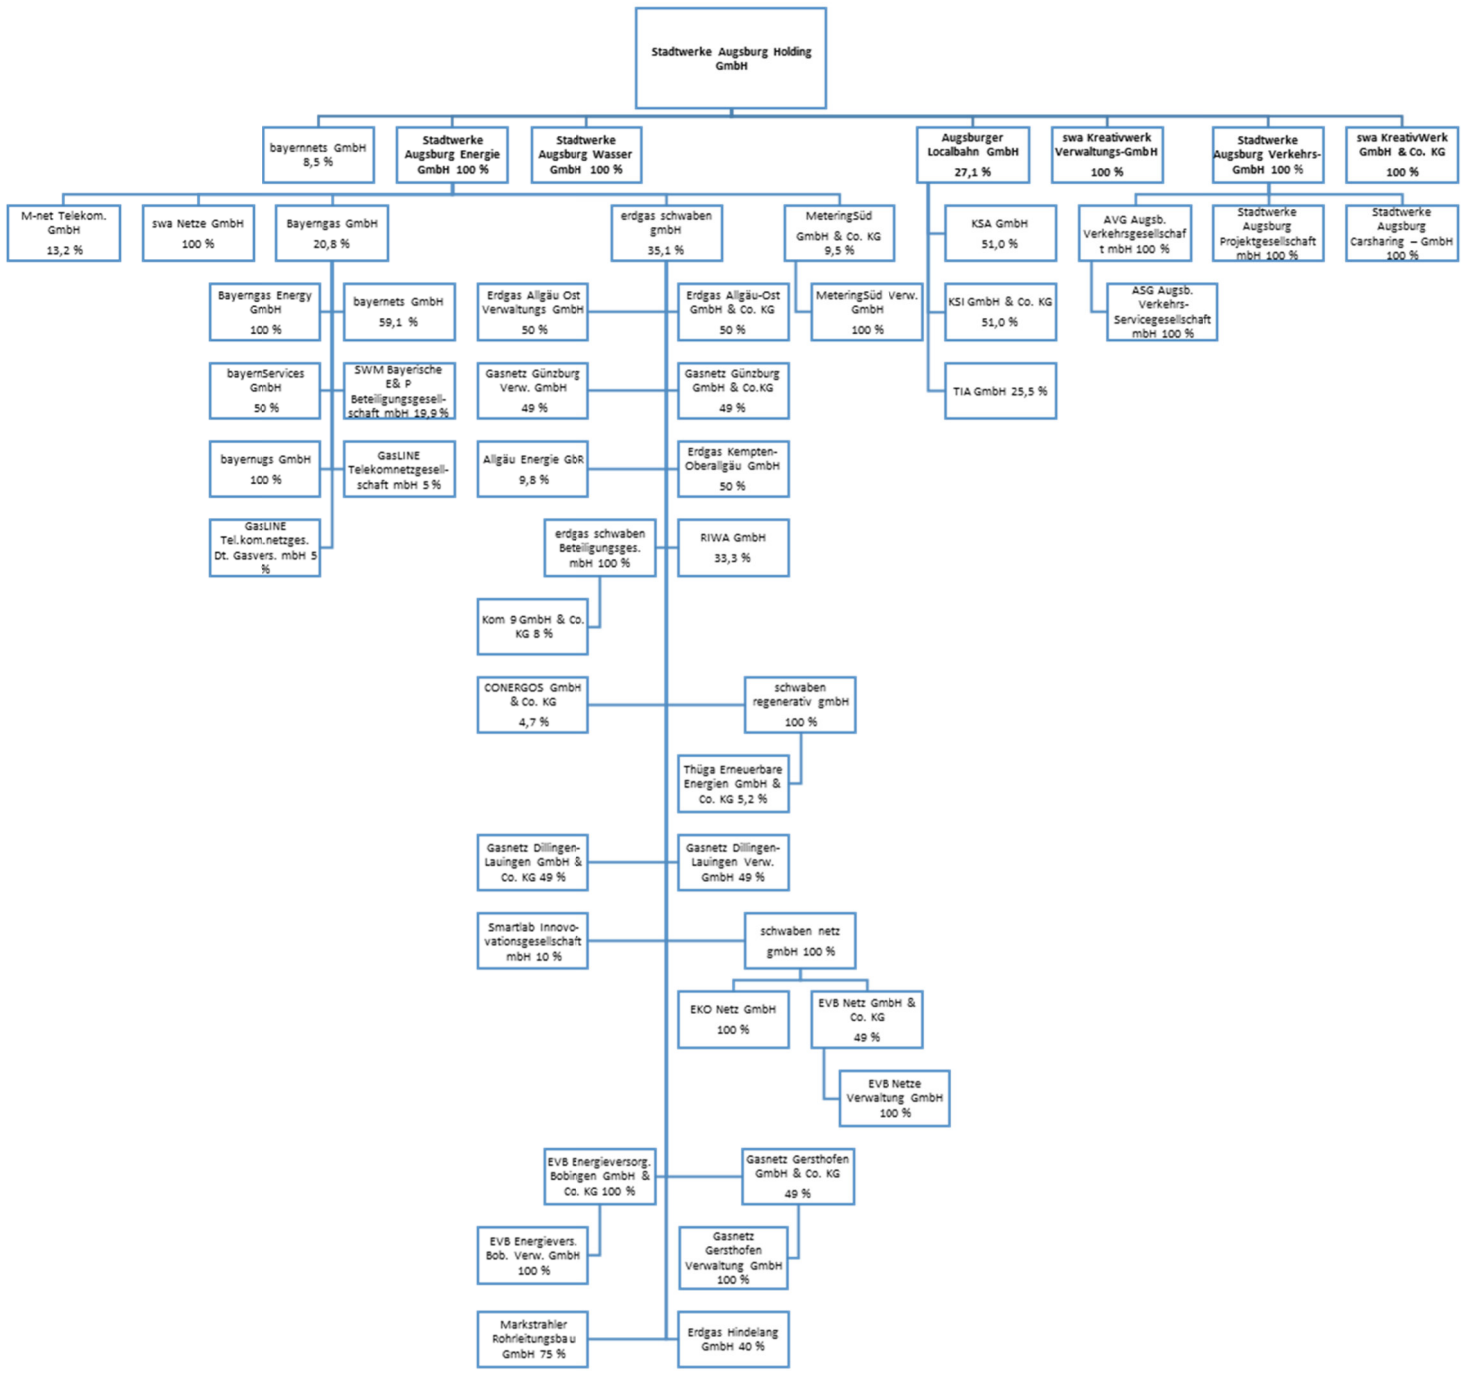 Stadtwerke Augsburg Holding
GmbH
bayernnets GmbH
8,5 %
Stadtwerke
Augsburg Energie
GmbH 100 %
Stadtwerke
Augsburg Wasser
GmbH 100 %
Augsburger
Localbahn GmbH
27,1 %
swa Kreativwerk
Verwaltungs-GmbH
100 %
Stadtwerke
Augsburg Verkehrs-
GmbH 100 %
swa KreativWerk
GmbH & Co. KG
100 %
M-net Telekom.
GmbH
13,2 %
swa Netze GmbH
100 %
Bayerngas GmbH
20,8 %
erdgas schwaben
gmbH
35,1 %
MeteringSüd
GmbH & Co. KG
9,5 %
KSA GmbH
51,0 %
AVG Augsb.
Verkehrsgesellschaf
t mbH 100 %
Stadtwerke
Augsburg
Projektgesellschaft
mbH 100 %
Stadtwerke
Augsburg
Carsharing – GmbH
100 %
Bayerngas Energy
GmbH
100 %
bayernets GmbH
59,1 %
Erdgas Allgäu Ost
Verwaltungs GmbH
50 %
Erdgas Allgäu-Ost
GmbH & Co. KG
50 %
MeteringSüd Verw.
GmbH
100 %
KSI GmbH & Co. KG
51,0 %
ASG Augsb.
Verkehrs-
Servicegesellschaft
mbH 100 %
bayernServices
GmbH
50 %
SWM Bayerische
E& P
Beteiligungsgesell-
schaft mbH 19,9 %
Gasnetz Günzburg
Verw. GmbH
49 %
Gasnetz Günzburg
GmbH & Co.KG
49 %
TIA GmbH 25,5 %
bayernugs GmbH
100 %
GasLINE
Telekomnetzgesell-
schaft mbH 5 %
Allgäu Energie GbR
9,8 %
Erdgas Kempten-
Oberallgäu GmbH
50 %
GasLINE
Tel.kom.netzges.
Dt. Gasvers. mbH 5
%
erdgas schwaben
Beteiligungsges.
mbH 100 %
RIWA GmbH
33,3 %
Kom 9 GmbH & Co.
KG 8 %
CONERGOS GmbH
& Co. KG
4,7 %
schwaben
regenerativ gmbH
100 %
Thüga Erneuerbare
Energien GmbH &
Co. KG 5,2 %
Gasnetz Dillingen-
Lauingen GmbH &
Co. KG 49 %
Gasnetz Dillingen-
Lauingen Verw.
GmbH 49 %
Smartlab Innovo-
vationsgesellschaft
mbH 10 %
schwaben netz
gmbH 100 %
EKO Netz GmbH
100 %
EVB Netz GmbH &
Co. KG
49 %
EVB Netze
Verwaltung GmbH
100 %
EVB Energieversorg.
Bobingen GmbH &
Co. KG 100 %
Gasnetz Gersthofen
GmbH & Co. KG
49 %
EVB Energievers.
Bob. Verw. GmbH
100 %
Gasnetz
Gersthofen
Verwaltung GmbH
100 %
Markstrahler
Rohrleitungsbau
GmbH 75 %
Erdgas Hindelang
GmbH 40 %